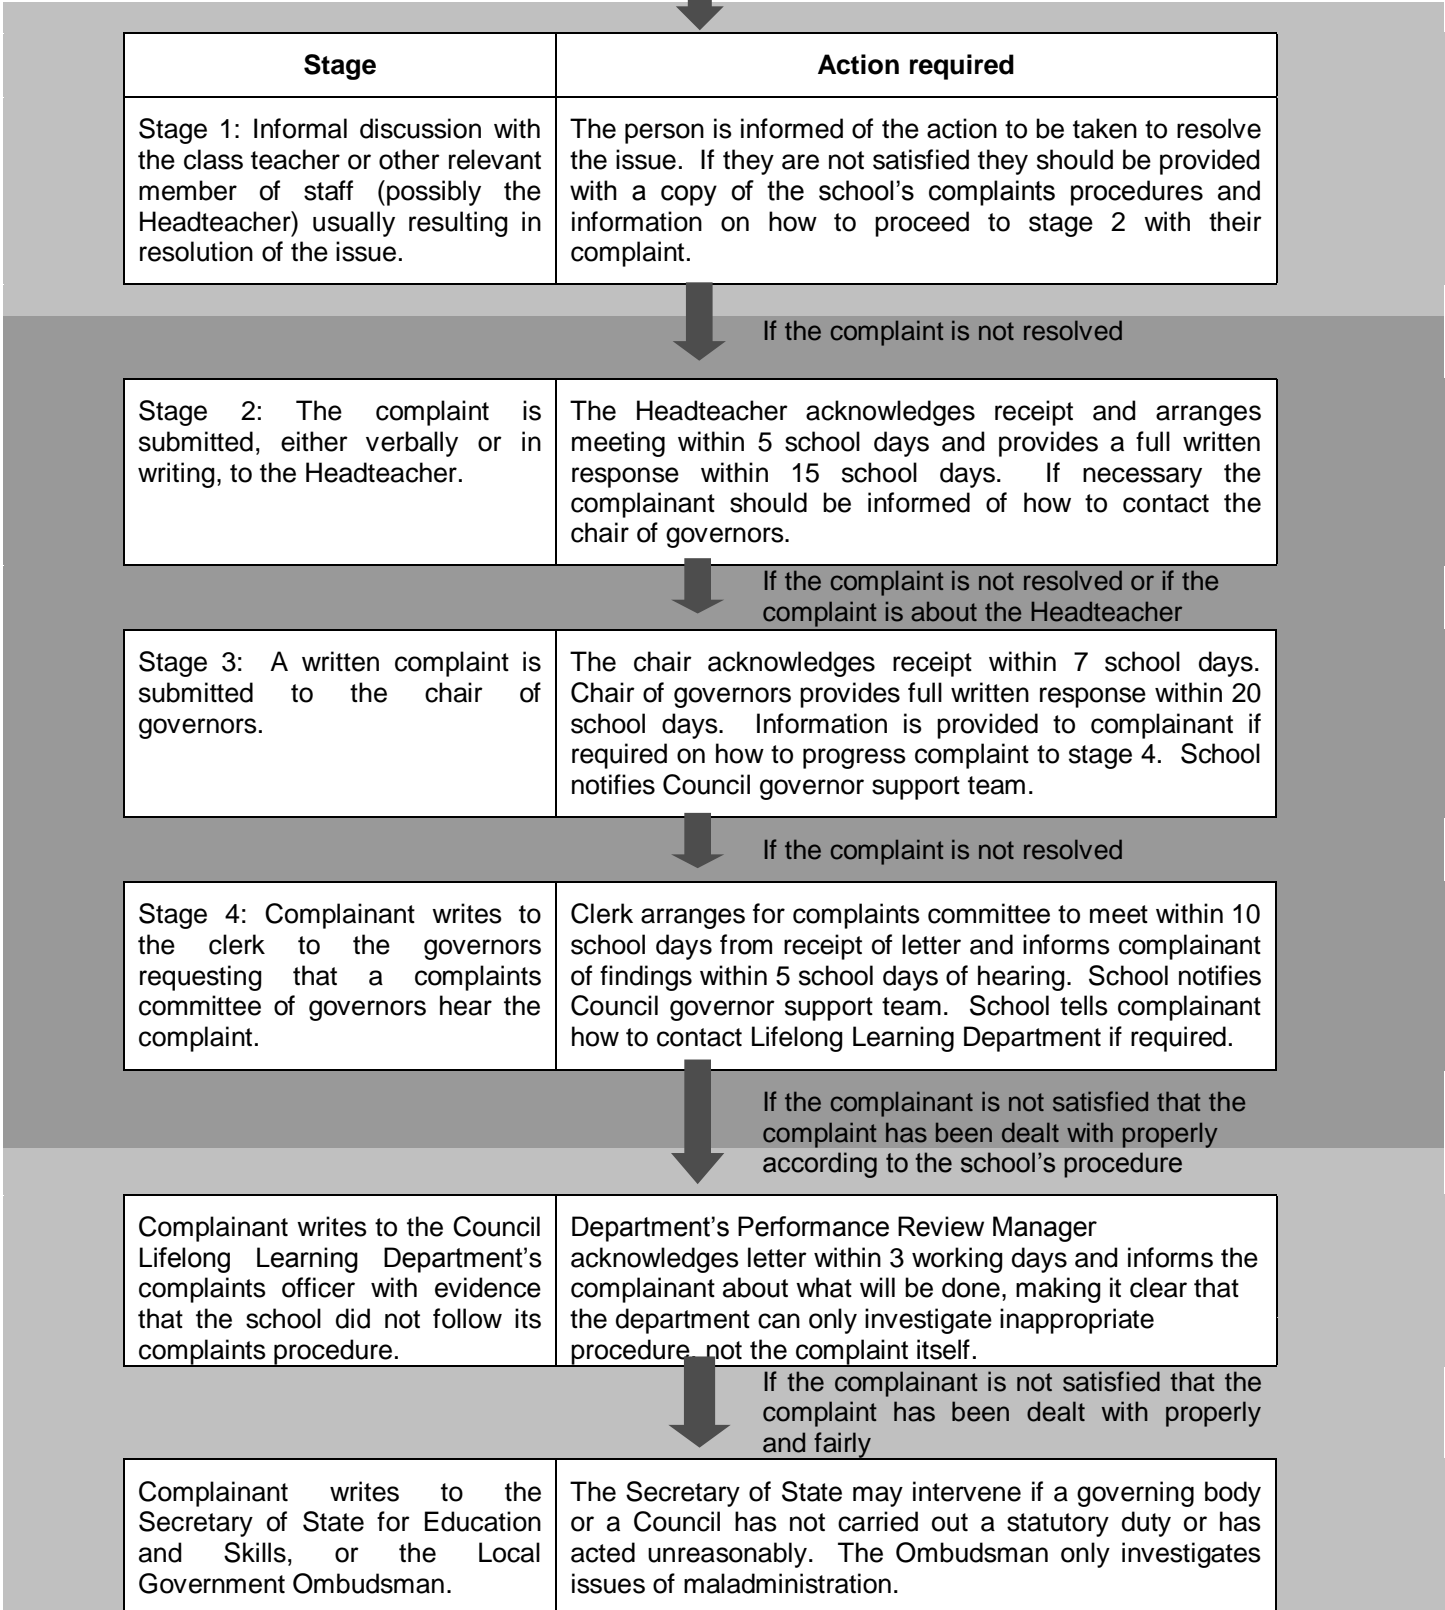 Stage
Action required
Stage 1: Informal discussion with
the class teacher or other relevant
member of staff (possibly the
Headteacher) usually resulting in
resolution of the issue.
The person is informed of the action to be taken to resolve
the issue. If they are not satisfied they should be provided
with a copy of the school’s complaints procedures and
information on how to proceed to stage 2 with their
complaint.
If the complaint is not resolved
Stage 2: The complaint is
submitted, either verbally or in
writing, to the Headteacher.
The Headteacher acknowledges receipt and arranges
meeting within 5 school days and provides a full written
response within 15 school days. If necessary the
complainant should be informed of how to contact the
chair of governors.
If the complaint is not resolved or if the
complaint is about the Headteacher
Stage 3: A written complaint is
submitted to the chair of
governors.
The chair acknowledges receipt within 7 school days.
Chair of governors provides full written response within 20
school days. Information is provided to complainant if
required on how to progress complaint to stage 4. School
notifies Council governor support team.
If the complaint is not resolved
Stage 4: Complainant writes to
the clerk to the governors
requesting that a complaints
committee of governors hear the
complaint.
Clerk arranges for complaints committee to meet within 10
school days from receipt of letter and informs complainant
of findings within 5 school days of hearing. School notifies
Council governor support team. School tells complainant
how to contact Lifelong Learning Department if required.
If the complainant is not satisfied that the
complaint has been dealt with properly
according to the school’s procedure
Complainant writes to the Council
Lifelong Learning Department’s
complaints officer with evidence
that the school did not follow its
complaints procedure.
Department’s Performance Review Manager
acknowledges letter within 3 working days and informs the
complainant about what will be done, making it clear that
the department can only investigate inappropriate
procedure, not the complaint itself.
If the complainant is not satisfied that the
complaint has been dealt with properly
and fairly
Complainant writes to the
Secretary of State for Education
and Skills, or the Local
Government Ombudsman.
The Secretary of State may intervene if a governing body
or a Council has not carried out a statutory duty or has
acted unreasonably. The Ombudsman only investigates
issues of maladministration.